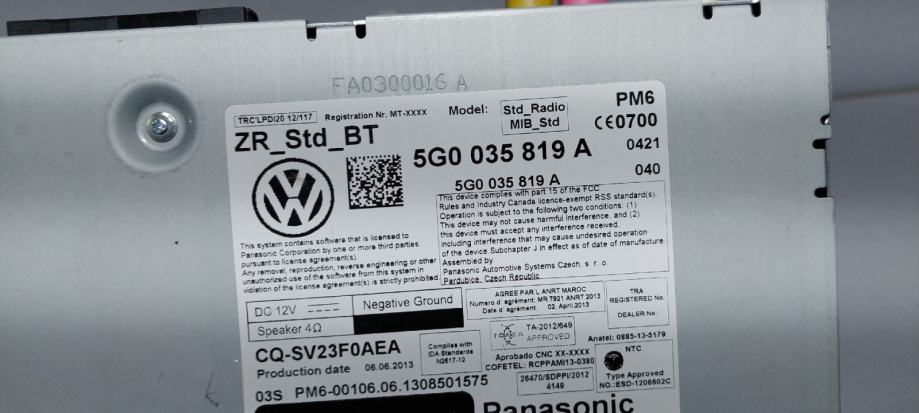 FA0300016 A
TRC'LPDI20 12/117
Registration Nr. MT-XXXX
Model:
Std_Radio
MIB_Std
PM6
CE0700
ZR_Std_BT
5G0 035 819 A
0421
5G0 035 819 A
040
This device complies with part 15 of the FCC
Rules and Industry Canada licence-exempt RSS standard(s).
Operation is subject to the following two conditions: (1)
This device may not cause harmful interference, and (2)
this device must accept any interference received,
including interference that may cause undesired operation
of the device.Subchapter J in effect as of date of manufacture.
Assembled by
Panasonic Automotive Systems Czech, s. r. o.
Pardubice, Czech Republic
This system contains software that is licensed to
Panasonic Corporation by one or more third parties
pursuant to license agreement(s).
Any removal, reproduction, reverse engineering or other
unauthorized use of the software from this system in
violation of the license agreement(s) is strictly prohibited.
DC 12V
Negative Ground
Speaker 4Ω
AGREE PAR'L ANRT MAROC
Numero d'agrément: MR 7921 ANRT 2013
Date d'agrément: 02. April.2013
TRA
REGISTERED No.
DEALER No.
CQ-SV23F0AEA
Production date 06.06.2013
Complies with
IDA Standards
N2617-12
TA-2012/649
APPROVED
Anatel: 0885-13-5179
Aprobado CNC XX-XXXX
COFETEL: RCPPAMI13-0380
NTC
26470/SDPPI/2012
4149
Type Approved
NO.:ESD-1206602C
03S PM6-00106.06.1308501575
Panasonic